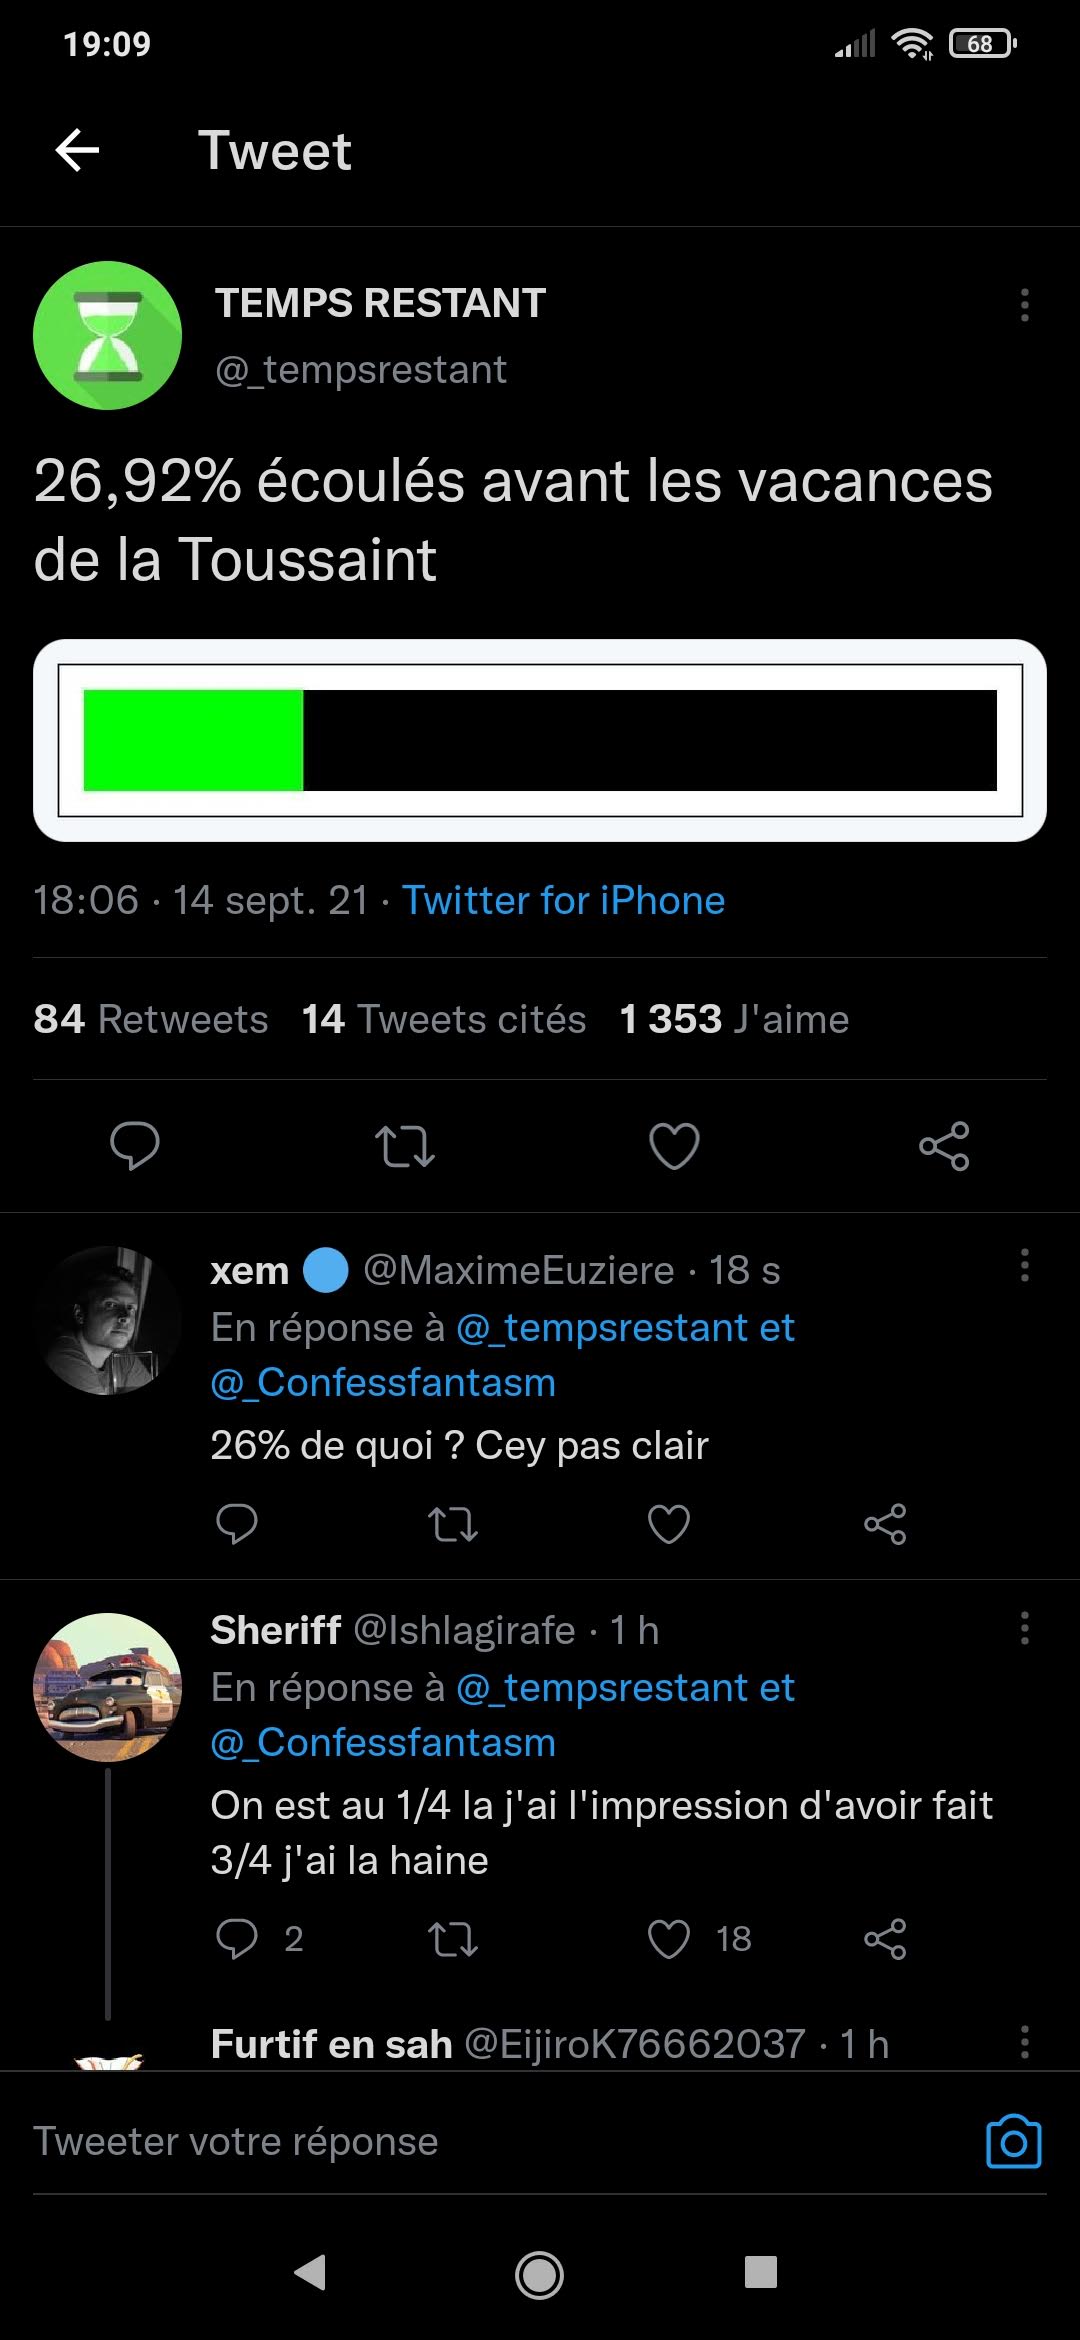 19:09
68
Tweet
TEMPS RESTANT
@_tempsrestant
26,92% écoulés avant les vacances
de la Toussaint
18:06 · 14 sept. 21 · Twitter for iPhone
84 Retweets 14 Tweets cités 1 353 J'aime
xem @MaximeEuziere · 18 s
En réponse à @_tempsrestant et
@_Confessfantasm
26% de quoi ? Cey pas clair
Sheriff @Ishlagirafe · 1 h
En réponse à @_tempsrestant et
@_Confessfantasm
On est au 1/4 la j'ai l'impression d'avoir fait
3/4 j'ai la haine
2 18
Furtif en sah @EijiroK76662037 · 1 h
Tweeter votre réponse